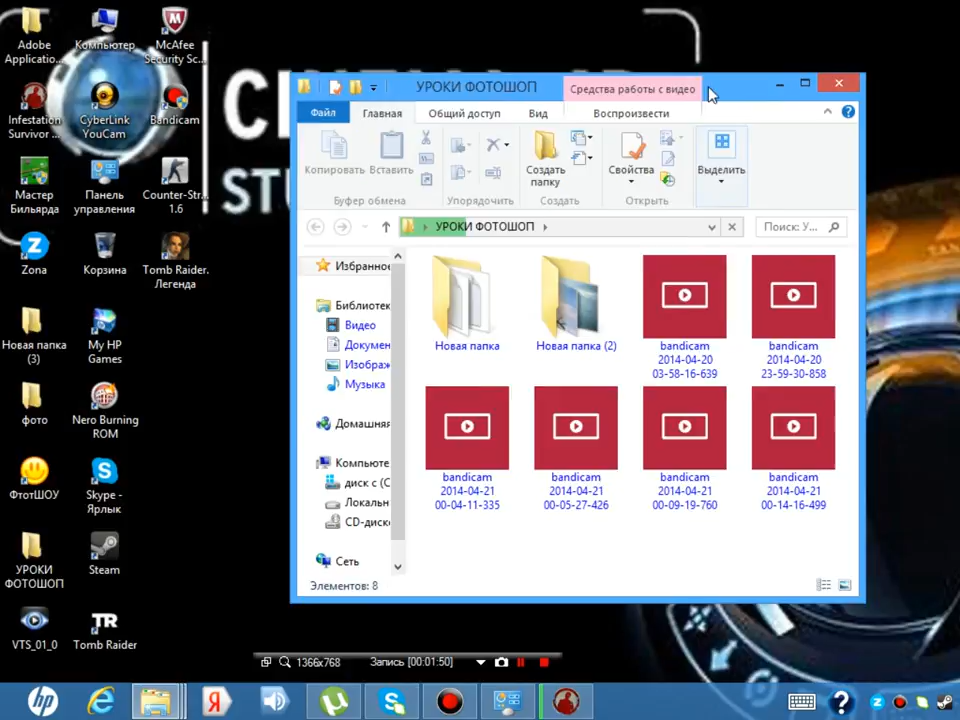 Adobe
Applicatio...
Компьютер
McAfee
Security Sc...
Infestation
Survivor ...
CyberLink
YouCam
Bandicam
Мастер
Бильярда
Панель
управления
Counter-Str...
1.6
Zona
Корзина
Tomb Raider.
Легенда
Новая папка
(3)
My HP
Games
фото
Nero Burning
ROM
ФтотШОУ
Skype -
Ярлык
УРОКИ
ФОТОШОП
Steam
VTS_01_0
Tomb Raider
УРОКИ ФОТОШОП
Средства работы с видео
Файл
Главная
Общий доступ
Вид
Воспроизвести
Копировать
Вставить
Буфер обмена
Упорядочить
Создать
папку
Создать
Свойства
Открыть
Выделить
УРОКИ ФОТОШОП
Поиск: У...
Избранное
Библиотек
Видео
Докумен
Изображ
Музыка
Домашняя
Компьюте
диск c (C
Локальн
CD-диск
Сеть
Новая папка
Новая папка (2)
bandicam
2014-04-20
03-58-16-639
bandicam
2014-04-20
23-59-30-858
bandicam
2014-04-21
00-04-11-335
bandicam
2014-04-21
00-05-27-426
bandicam
2014-04-21
00-09-19-760
bandicam
2014-04-21
00-14-16-499
Элементов: 8
1366x768
Запись [00:01:50]